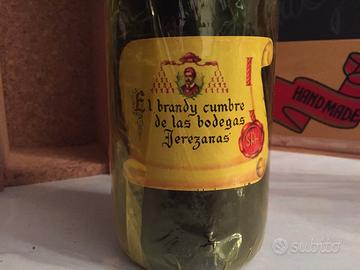 El brandy cumbre
de las bodegas
Jerezanas
HANDMADE
subito